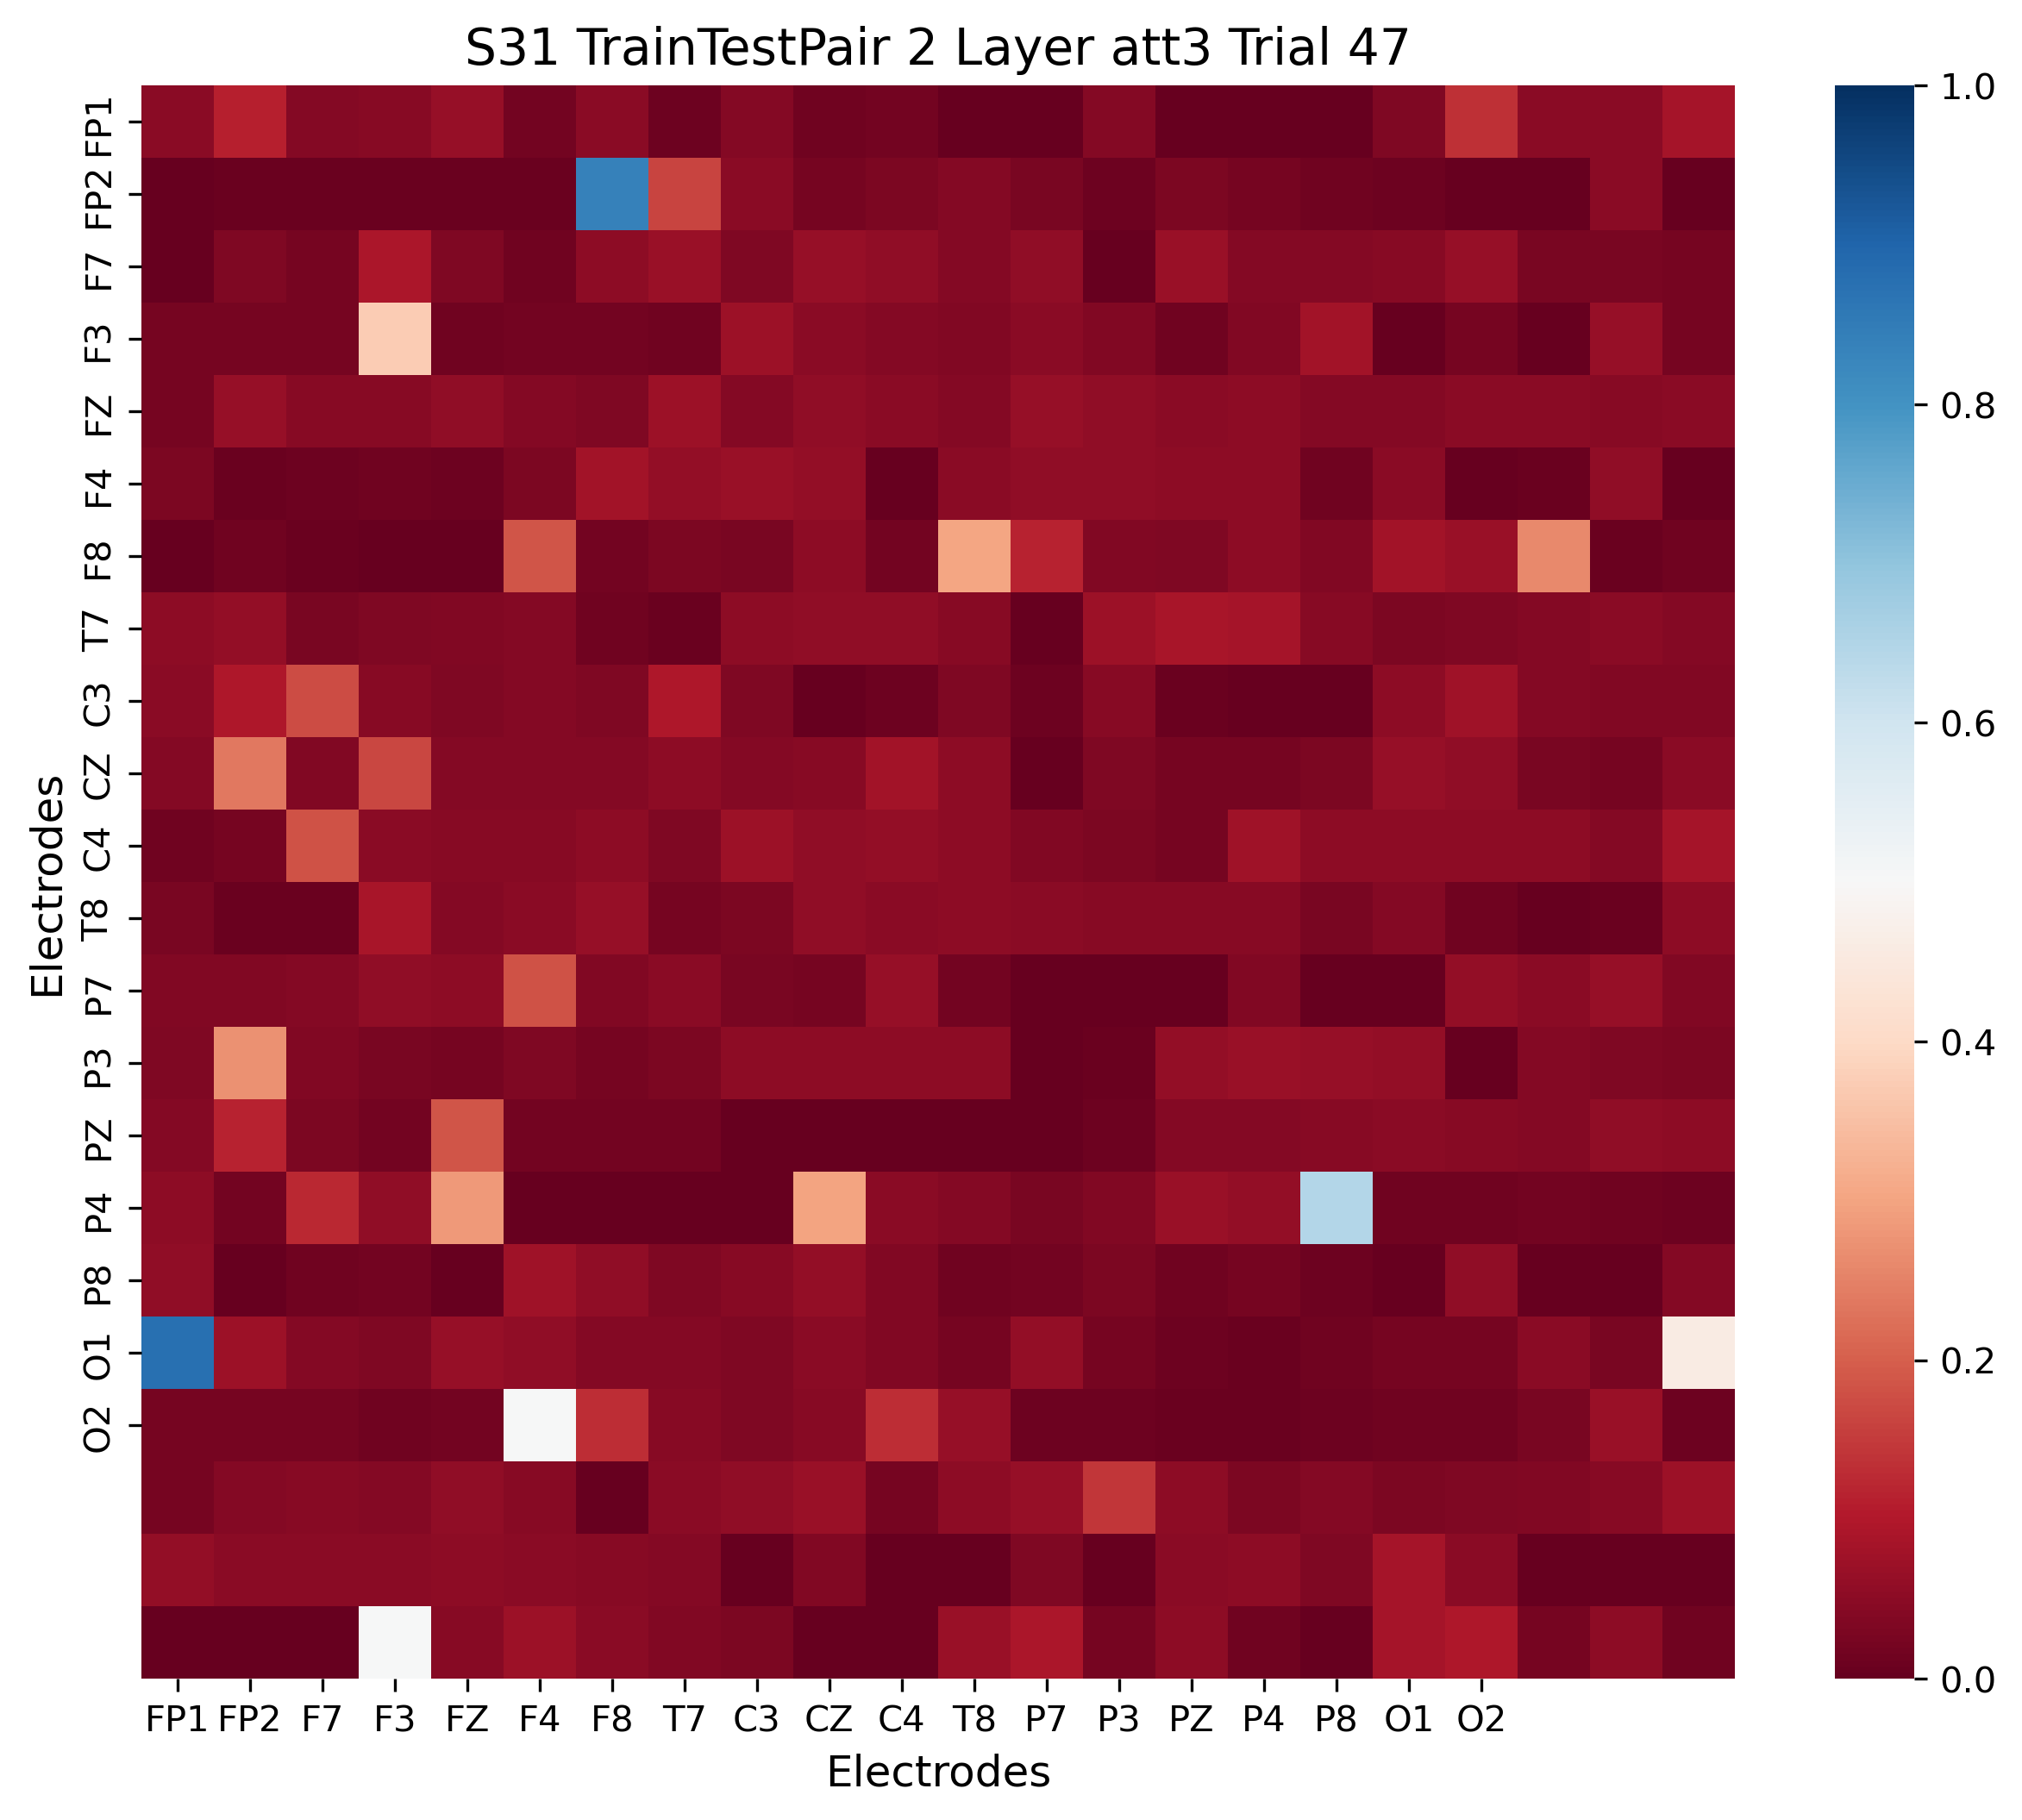 S31 TrainTestPair 2 Layer att3 Trial 47
Electrodes
FP1
FP2
F7
F3
FZ
F4
F8
T7
C3
CZ
C4
T8
P7
P3
PZ
P4
P8
O1
O2
FP1 FP2 F7 F3 FZ F4 F8 T7 C3 CZ C4 T8 P7 P3 PZ P4 P8 O1 O2
Electrodes
1.0
0.8
0.6
0.4
0.2
0.0